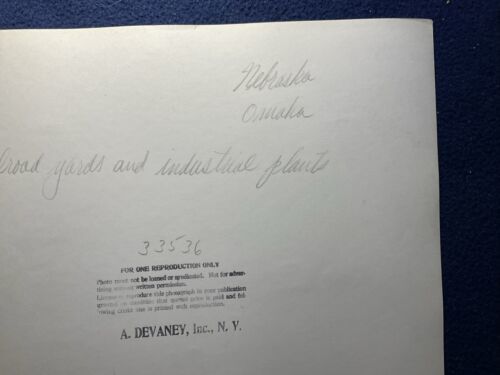 Nebraska
Omaha
lroad yards and industrial plants
33536
FOR ONE REPRODUCTION ONLY
Photo must not be loaned or syndicated. Not for adver-
tising without written permission.
License to reproduce this photograph in your publication
granted on condition that quoted price is paid and fol-
lowing credit line is printed with reproduction.
A. DEVANEY, Inc., N. Y.